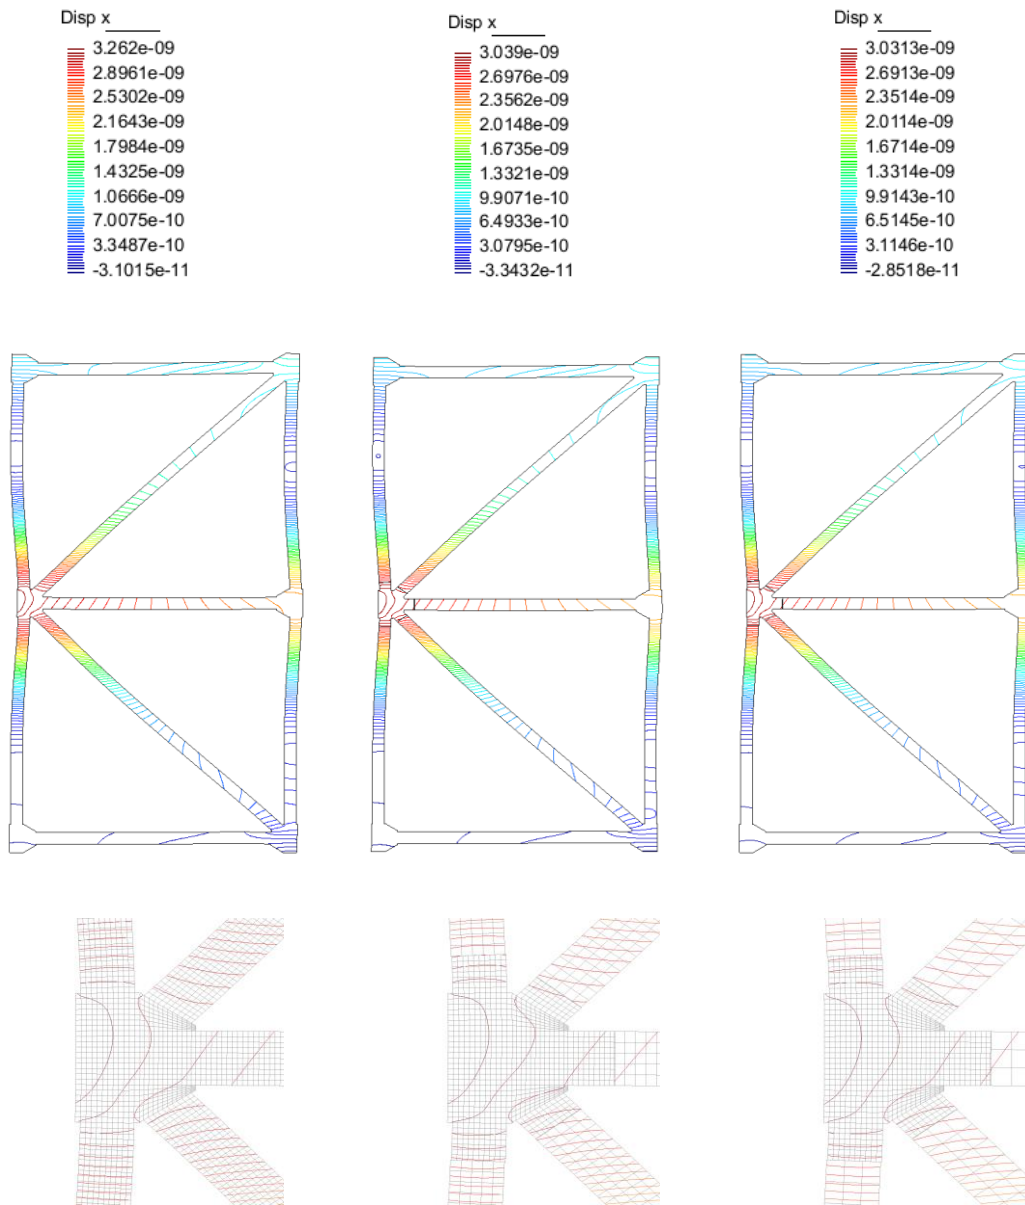 Disp x
3.262e-09
2.8961e-09
2.5302e-09
2.1643e-09
1.7984e-09
1.4325e-09
1.0666e-09
7.0075e-10
3.3487e-10
-3.1015e-11
Disp x
3.039e-09
2.6976e-09
2.3562e-09
2.0148e-09
1.6735e-09
1.3321e-09
9.9071e-10
6.4933e-10
3.0795e-10
-3.3432e-11
Disp x
3.0313e-09
2.6913e-09
2.3514e-09
2.0114e-09
1.6714e-09
1.3314e-09
9.9143e-10
6.5145e-10
3.1146e-10
-2.8518e-11